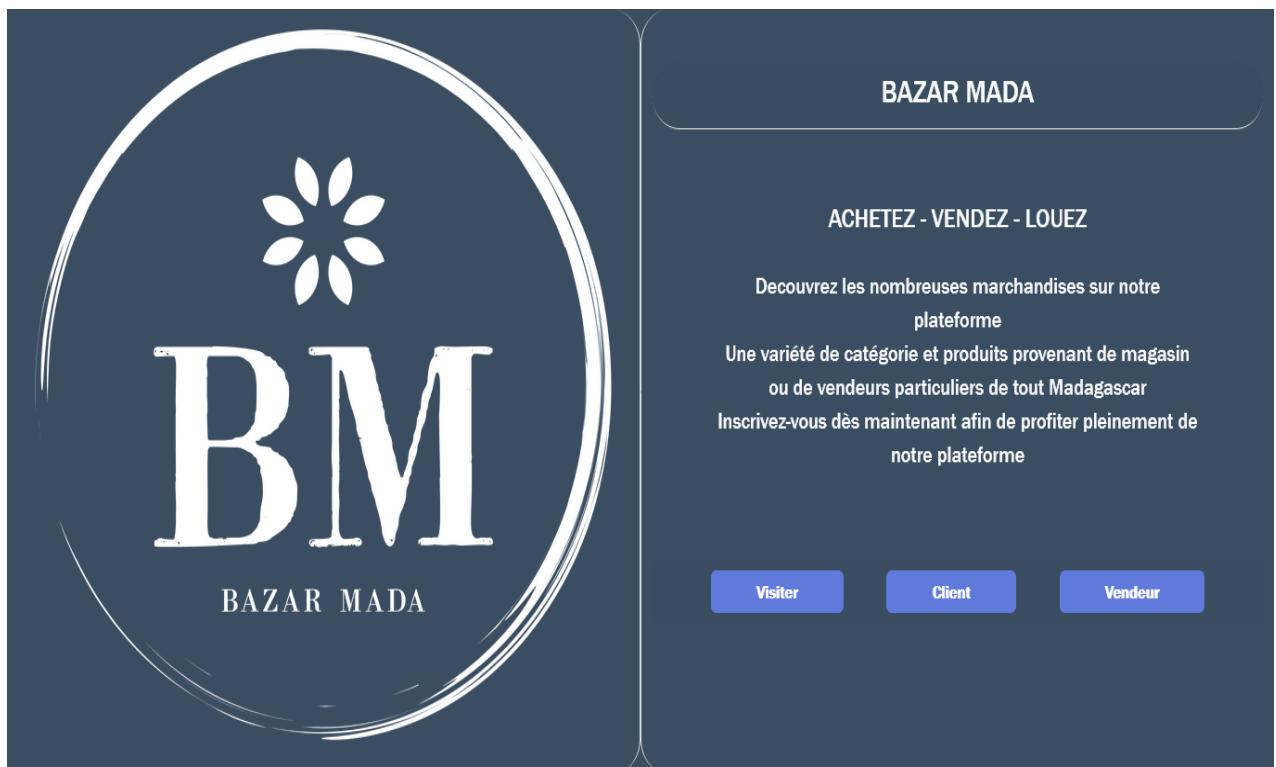 BM
BAZAR MADA
BAZAR MADA
ACHETEZ - VENDEZ - LOUEZ
Decouvrez les nombreuses marchandises sur notre
plateforme
Une variété de catégorie et produits provenant de magasin
ou de vendeurs particuliers de tout Madagascar
Inscrivez-vous dès maintenant afin de profiter pleinement de
notre plateforme
Visiter
Client
Vendeur